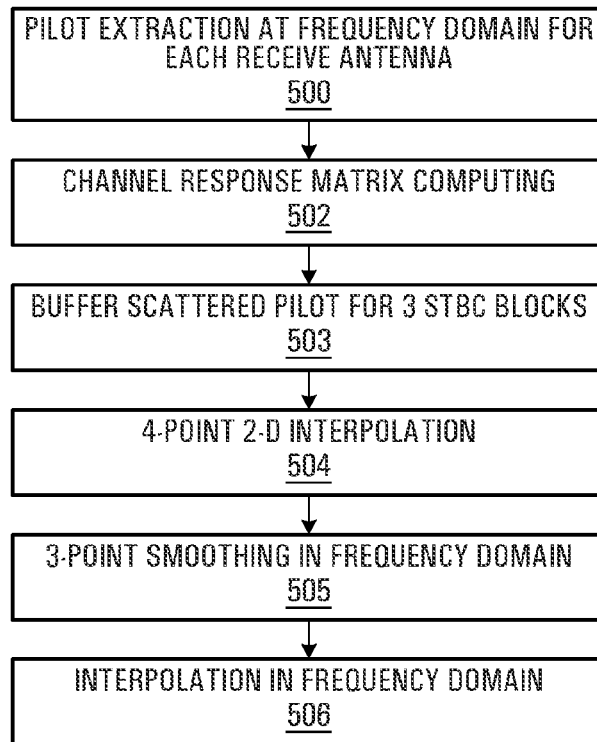 PILOT EXTRACTION AT FREQUENCY DOMAIN FOR
EACH RECEIVE ANTENNA
500
CHANNEL RESPONSE MATRIX COMPUTING
502
BUFFER SCATTERED PILOT FOR 3 STBC BLOCKS
503
4-POINT 2-D INTERPOLATION
504
3-POINT SMOOTHING IN FREQUENCY DOMAIN
505
INTERPOLATION IN FREQUENCY DOMAIN
506